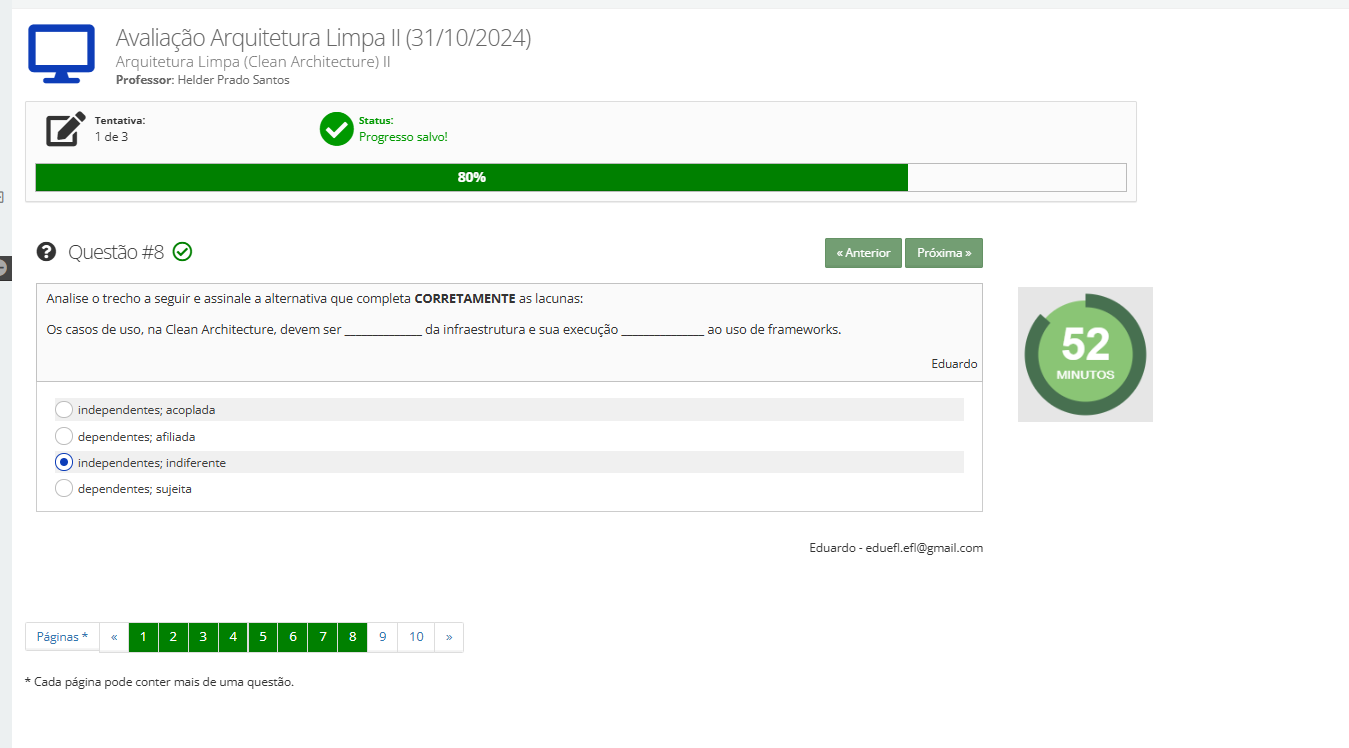 Avaliação Arquitetura Limpa II (31/10/2024)
Arquitetura Limpa (Clean Architecture) II
Professor: Helder Prado Santos
Tentativa:
1 de 3
Status:
Progresso salvo!
80%
Questão #8
« Anterior
Próxima »
Analise o trecho a seguir e assinale a alternativa que completa CORRETAMENTE as lacunas:
Os casos de uso, na Clean Architecture, devem ser ______________ da infraestrutura e sua execução _______________ ao uso de frameworks.
Eduardo
52
MINUTOS
independentes; acoplada
dependentes; afiliada
independentes; indiferente
dependentes; sujeita
Eduardo - eduefl.efl@gmail.com
Páginas * « 1 2 3 4 5 6 7 8 9 10 »
* Cada página pode conter mais de uma questão.